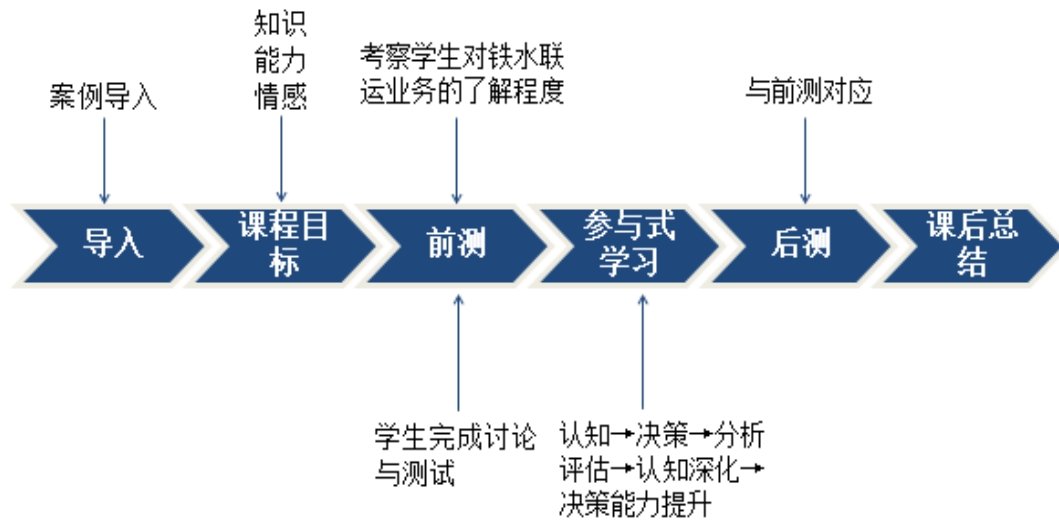 案例导入
知识
能力
情感
考察学生对铁水联
运业务的了解程度
与前测对应
导入
课程目
标
前测
参与式
学习
后测
课后总
结
学生完成讨论
与测试
认知→决策→分析
评估→认知深化→
决策能力提升